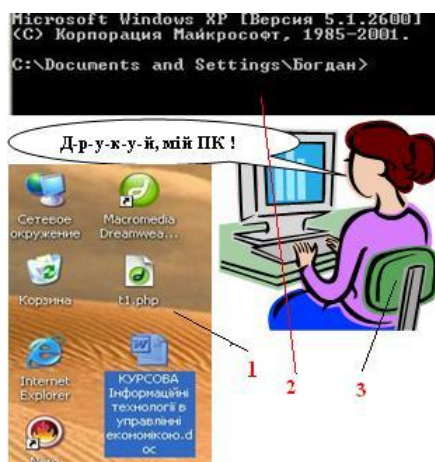 Microsoft Windows XP [Версия 5.1.2600]
(С) Корпорация Майкрософт, 1985-2001.
C:\Documents and Settings\Богдан>
Д-р-у-к-у-й, мій ПК !
Сетевое
окружение
Macromedia
Dreamwea...
Корзина
t1.php
Internet
Explorer
КУРСОВА
Інформаційні
технології в
управлінні
економікою.d
oc
1
2
3